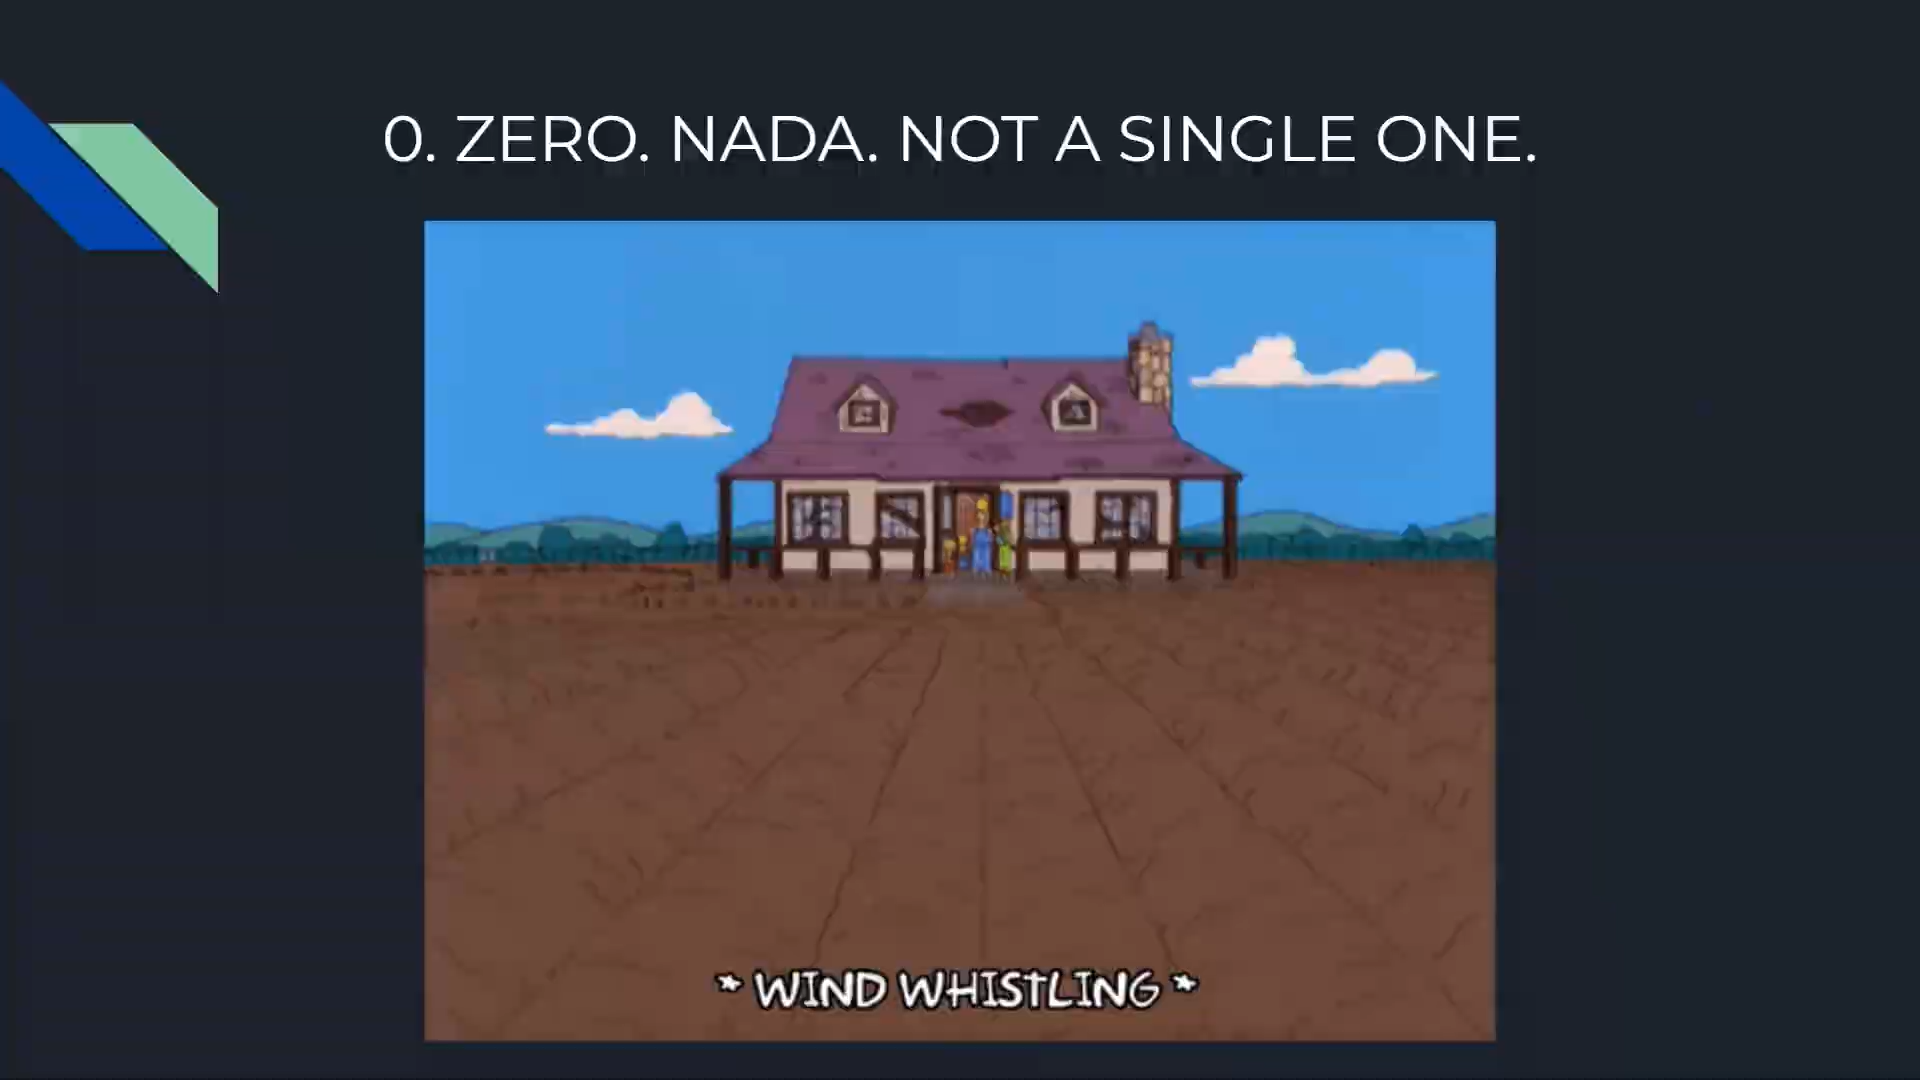 0. ZERO. NADA. NOT A SINGLE ONE.
* WIND WHISTLING *